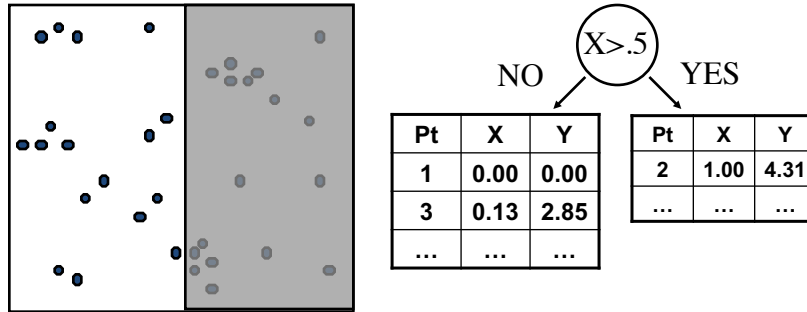 X>.5
NO YES
Pt X Y
1 0.00 0.00
3 0.13 2.85
... ... ...
Pt X Y
2 1.00 4.31
... ... ...